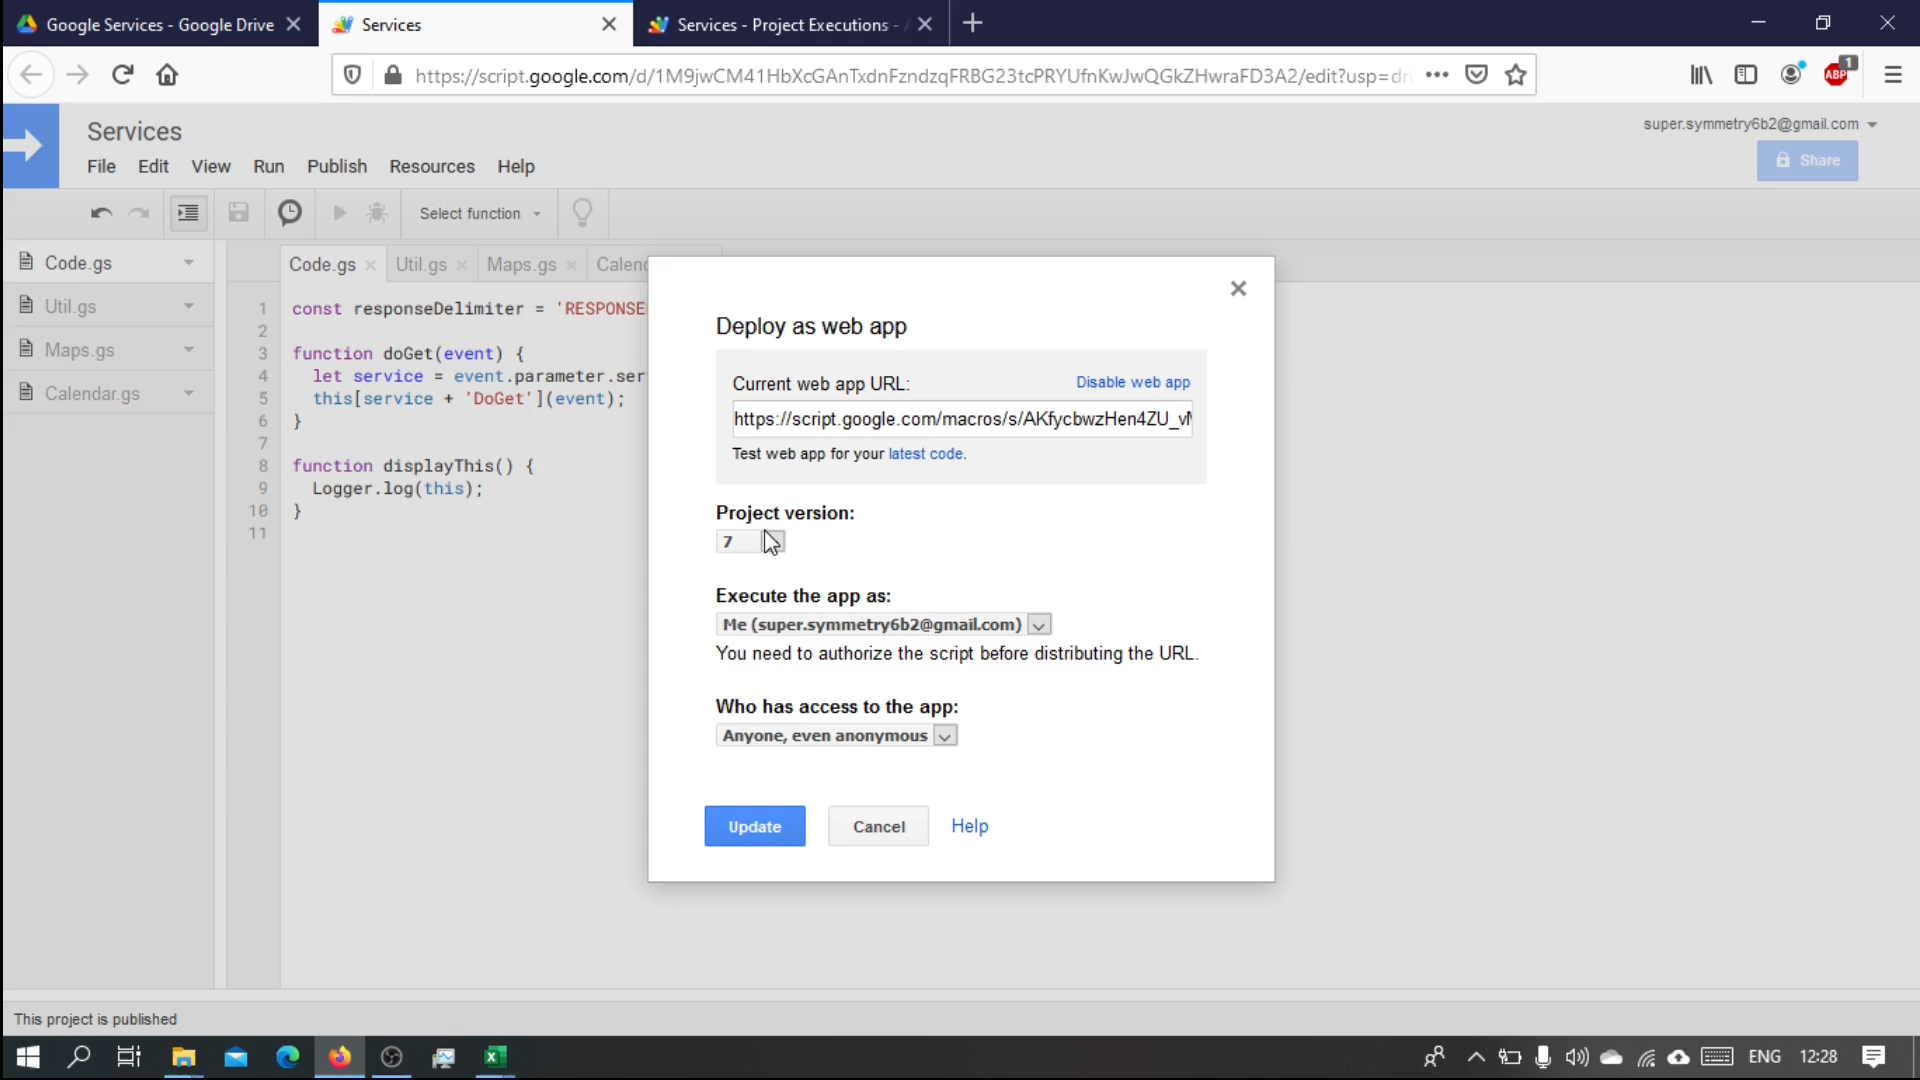 Google Services - Google Drive
Services
Services - Project Executions -
https://script.google.com/d/1M9jwCM41HbXcGAnTxdnFzndzqFRBG23tcPRYUfnKwJwQGkZHwraFD3A2/edit?usp=dri
ABP
1
Services
super.symmetry6b2@gmail.com
File Edit View Run Publish Resources Help
Share
Select function
Code.gs
Util.gs
Maps.gs
Calendar.gs
Code.gs Util.gs Maps.gs Calend
1 const responseDelimiter = 'RESPONSE
2
3 function doGet(event) {
4 let service = event.parameter.ser
5 this[service + 'DoGet'](event);
6 }
7
8 function displayThis() {
9 Logger.log(this);
10 }
11
Deploy as web app
Current web app URL:
Disable web app
https://script.google.com/macros/s/AKfycbwzHen4ZU_vM
Test web app for your latest code.
Project version:
7
Execute the app as:
Me (super.symmetry6b2@gmail.com)
You need to authorize the script before distributing the URL.
Who has access to the app:
Anyone, even anonymous
Update
Cancel
Help
This project is published
ENG
12:28